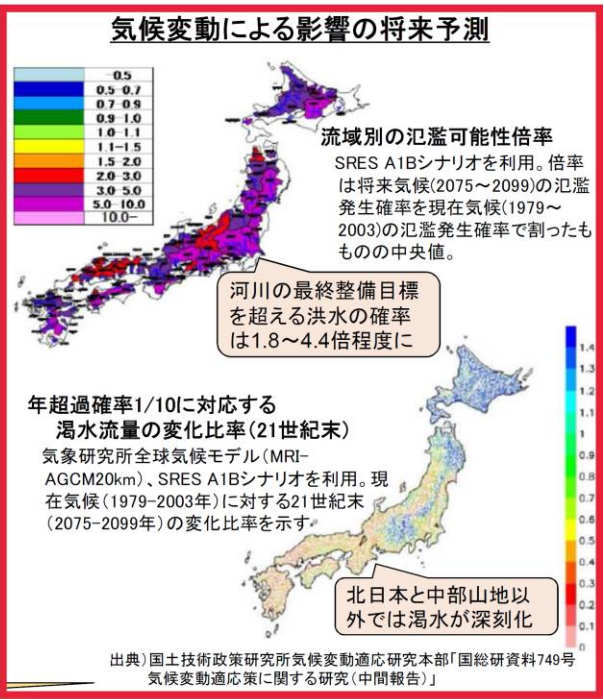 気候変動による影響の将来予測
-0.5
0.5-0.7
0.7-0.9
0.9-1.0
1.0-1.1
1.1-1.5
1.5-2.0
2.0-3.0
3.0-5.0
5.0-10.0
10.0-
流域別の氾濫可能性倍率
SRES A1Bシナリオを利用。倍率
は将来気候(2075～2099)の氾濫
発生確率を現在気候(1979～
2003)の氾濫発生確率で割ったも
ものの中央値。
河川の最終整備目標
を超える洪水の確率
は1.8～4.4倍程度に
年超過確率1/10に対応する
渇水流量の変化比率(21世紀末)
気象研究所全球気候モデル(MRI-
AGCM20km)、SRES A1Bシナリオを利用。現
在気候(1979-2003年)に対する21世紀末
(2075-2099年)の変化比率を示す。
1.4
1.3
1.2
1.1
1
0.9
0.8
0.7
0.6
0.5
0.4
0.3
0.2
0.1
0
北日本と中部山地以
外では渇水が深刻化
出典)国土技術政策研究所気候変動適応研究本部「国総研資料749号
気候変動適応策に関する研究(中間報告)」